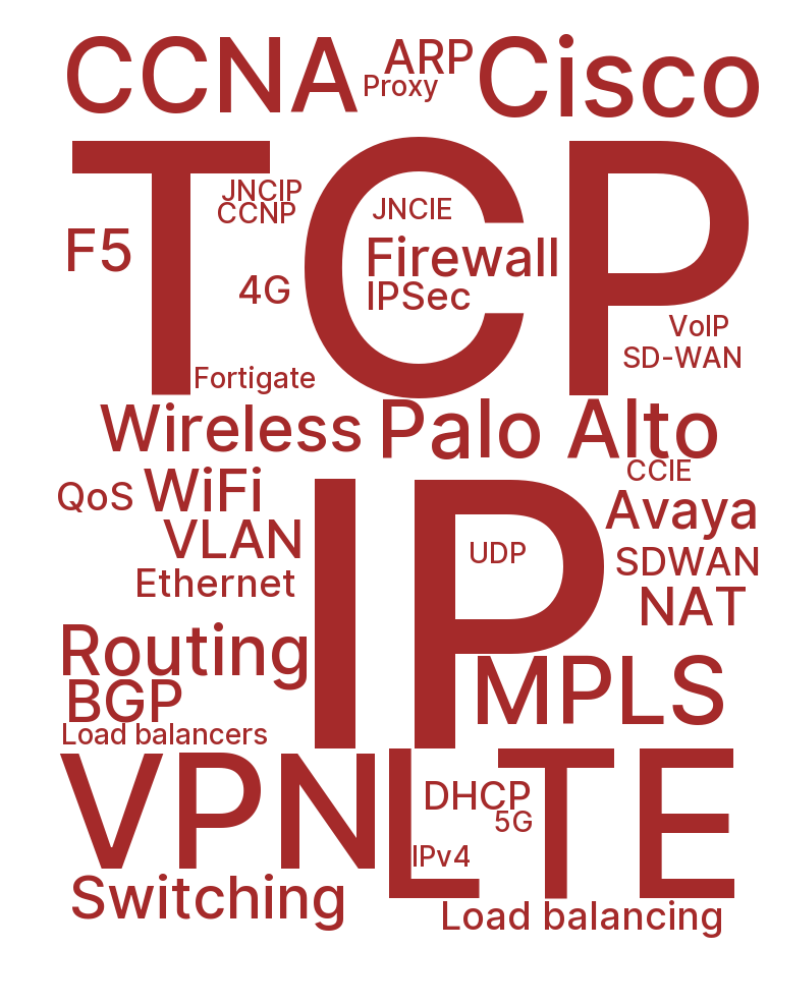 CCNA
ARP
Proxy
Cisco
TCP
JNCIP
CCNP
JNCIE
F5
Firewall
4G
IPSec
VoIP
SD-WAN
Fortigate
Wireless
Palo Alto
CCIE
QoS
WiFi
Avaya
VLAN
IP
UDP
SDWAN
Ethernet
NAT
Routing
MPLS
BGP
Load balancers
VPN
LTE
DHCP
5G
IPv4
Switching
Load balancing